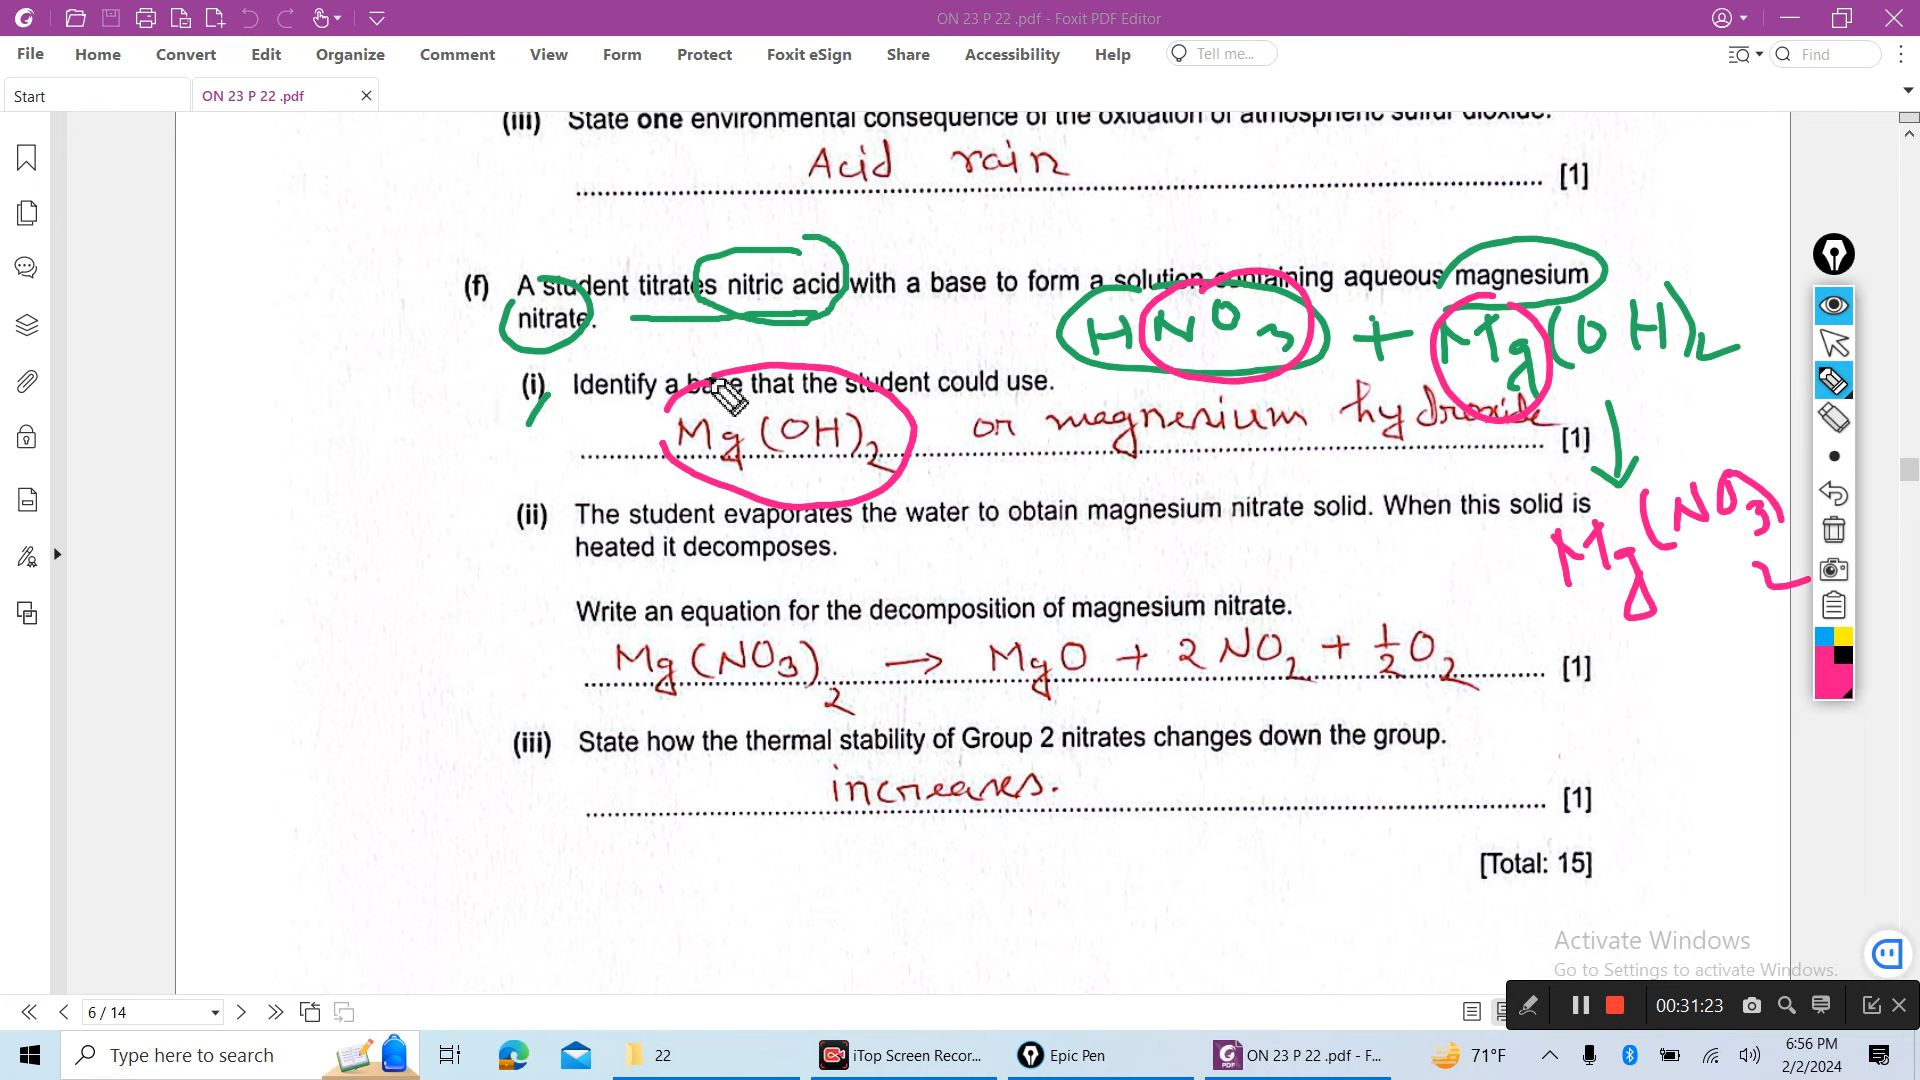 ON 23 P 22 .pdf - Foxit PDF Editor
File Home Convert Edit Organize Comment View Form Protect Foxit eSign Share Accessibility Help Tell me... Find
Start ON 23 P 22 .pdf
(iii) State one environmental consequence of the oxidation of atmospheric sulfur dioxide.
Acid rain
[1]
(f) A student titrates nitric acid with a base to form a solution containing aqueous magnesium
nitrate.
HNO3 + Mg(OH)2
(i) Identify a base that the student could use.
Mg(OH)2 or magnesium hydroxide
[1]
Mg(NO3)2
(ii) The student evaporates the water to obtain magnesium nitrate solid. When this solid is
heated it decomposes.
Write an equation for the decomposition of magnesium nitrate.
Mg(NO3)2 → MgO + 2NO2 + 1/2 O2
[1]
(iii) State how the thermal stability of Group 2 nitrates changes down the group.
increases.
[1]
[Total: 15]
Activate Windows
Go to Settings to activate Windows.
6 / 14
00:31:23
Type here to search
22
iTop Screen Recor...
Epic Pen
ON 23 P 22 .pdf - F...
71°F
6:56 PM
2/2/2024